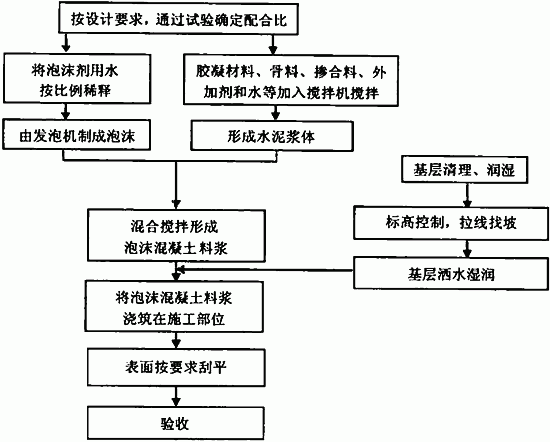 按设计要求，通过试验确定配合比
将泡沫剂用水
按比例稀释
胶凝材料、骨料、掺合料、外
加剂和水等加入搅拌机搅拌
由发泡机制成泡沫
形成水泥浆体
基层清理、润湿
混合搅拌形成
泡沫混凝土料浆
标高控制，拉线找坡
基层洒水湿润
将泡沫混凝土料浆
浇筑在施工部位
表面按要求刮平
验收